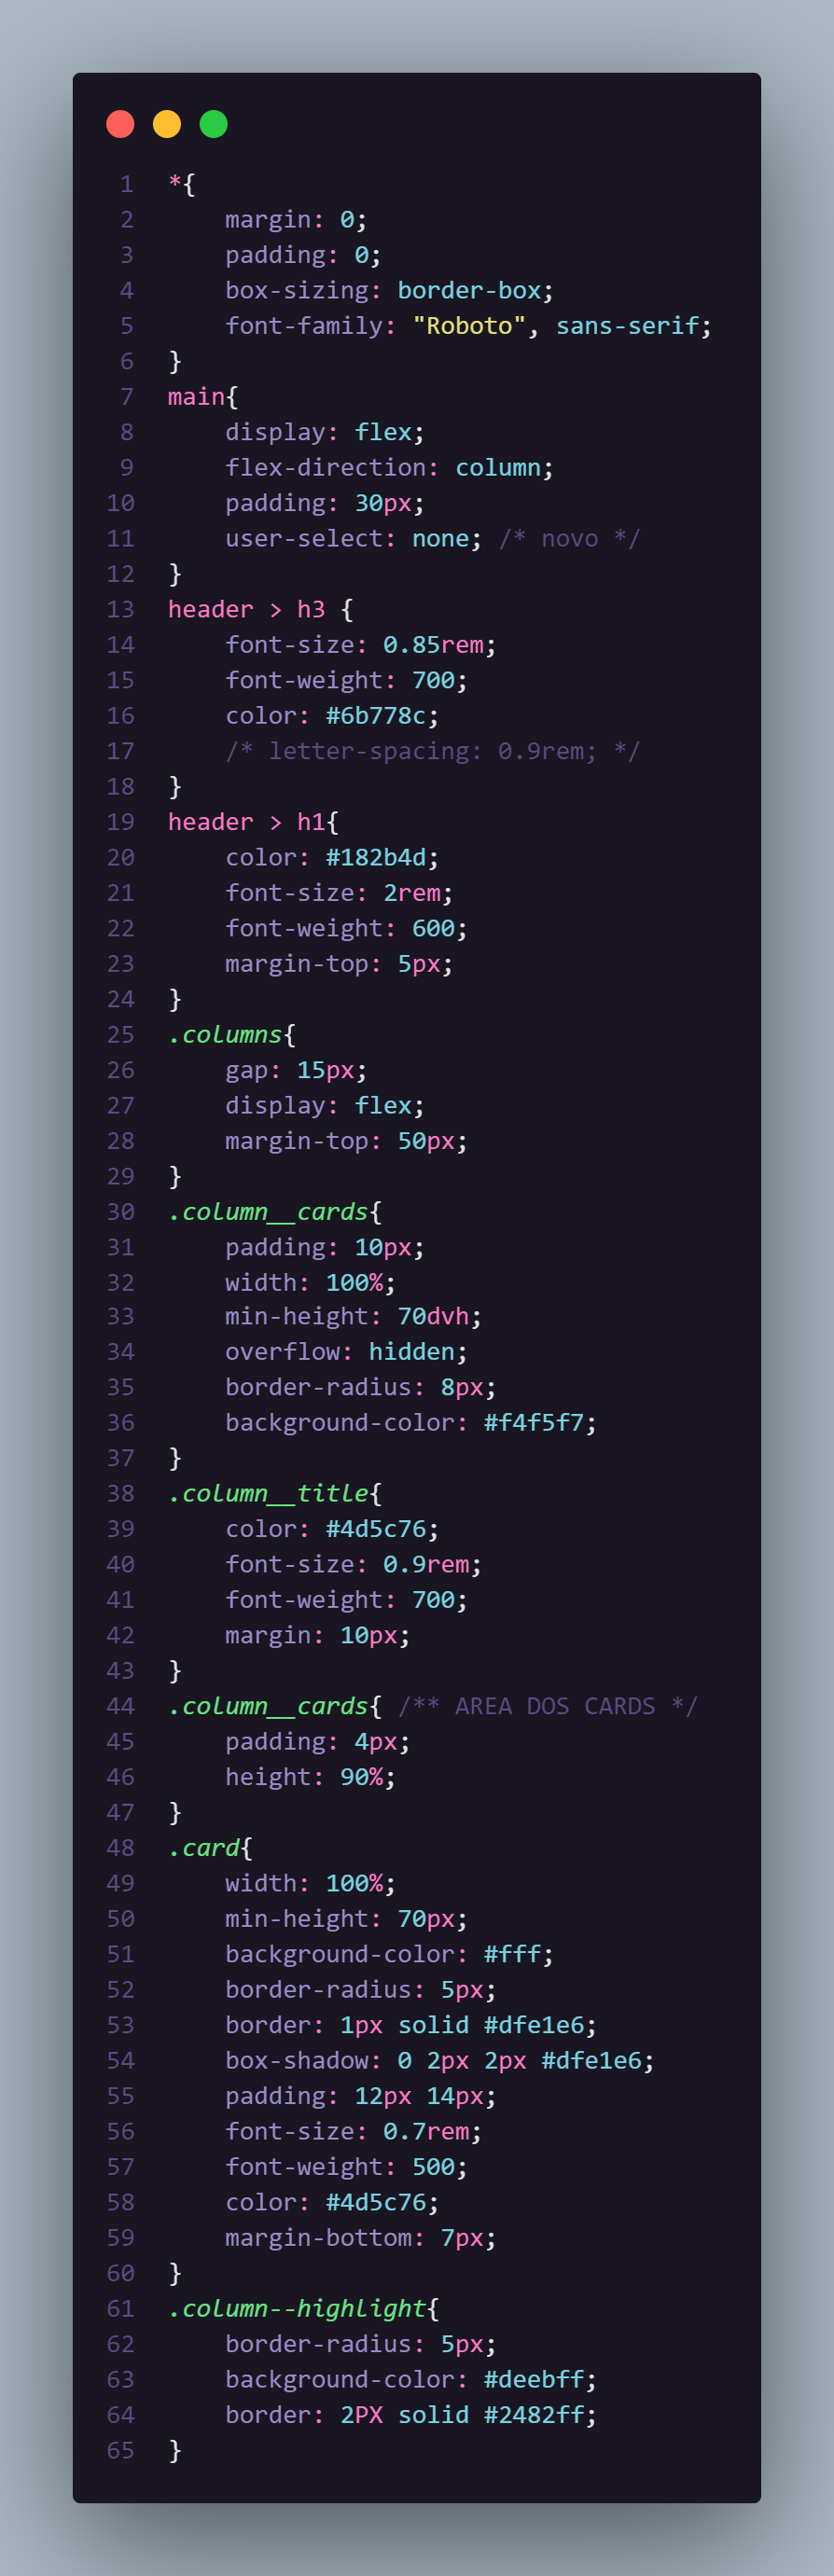 1 *{
2     margin: 0;
3     padding: 0;
4     box-sizing: border-box;
5     font-family: "Roboto", sans-serif;
6 }
7 main{
8     display: flex;
9     flex-direction: column;
10     padding: 30px;
11     user-select: none; /* novo */
12 }
13 header > h3 {
14     font-size: 0.85rem;
15     font-weight: 700;
16     color: #6b778c;
17     /* letter-spacing: 0.9rem; */
18 }
19 header > h1{
20     color: #182b4d;
21     font-size: 2rem;
22     font-weight: 600;
23     margin-top: 5px;
24 }
25 .columns{
26     gap: 15px;
27     display: flex;
28     margin-top: 50px;
29 }
30 .column__cards{
31     padding: 10px;
32     width: 100%;
33     min-height: 70dvh;
34     overflow: hidden;
35     border-radius: 8px;
36     background-color: #f4f5f7;
37 }
38 .column__title{
39     color: #4d5c76;
40     font-size: 0.9rem;
41     font-weight: 700;
42     margin: 10px;
43 }
44 .column__cards{ /** AREA DOS CARDS */
45     padding: 4px;
46     height: 90%;
47 }
48 .card{
49     width: 100%;
50     min-height: 70px;
51     background-color: #fff;
52     border-radius: 5px;
53     border: 1px solid #dfe1e6;
54     box-shadow: 0 2px 2px #dfe1e6;
55     padding: 12px 14px;
56     font-size: 0.7rem;
57     font-weight: 500;
58     color: #4d5c76;
59     margin-bottom: 7px;
60 }
61 .column--highlight{
62     border-radius: 5px;
63     background-color: #deebff;
64     border: 2PX solid #2482ff;
65 }